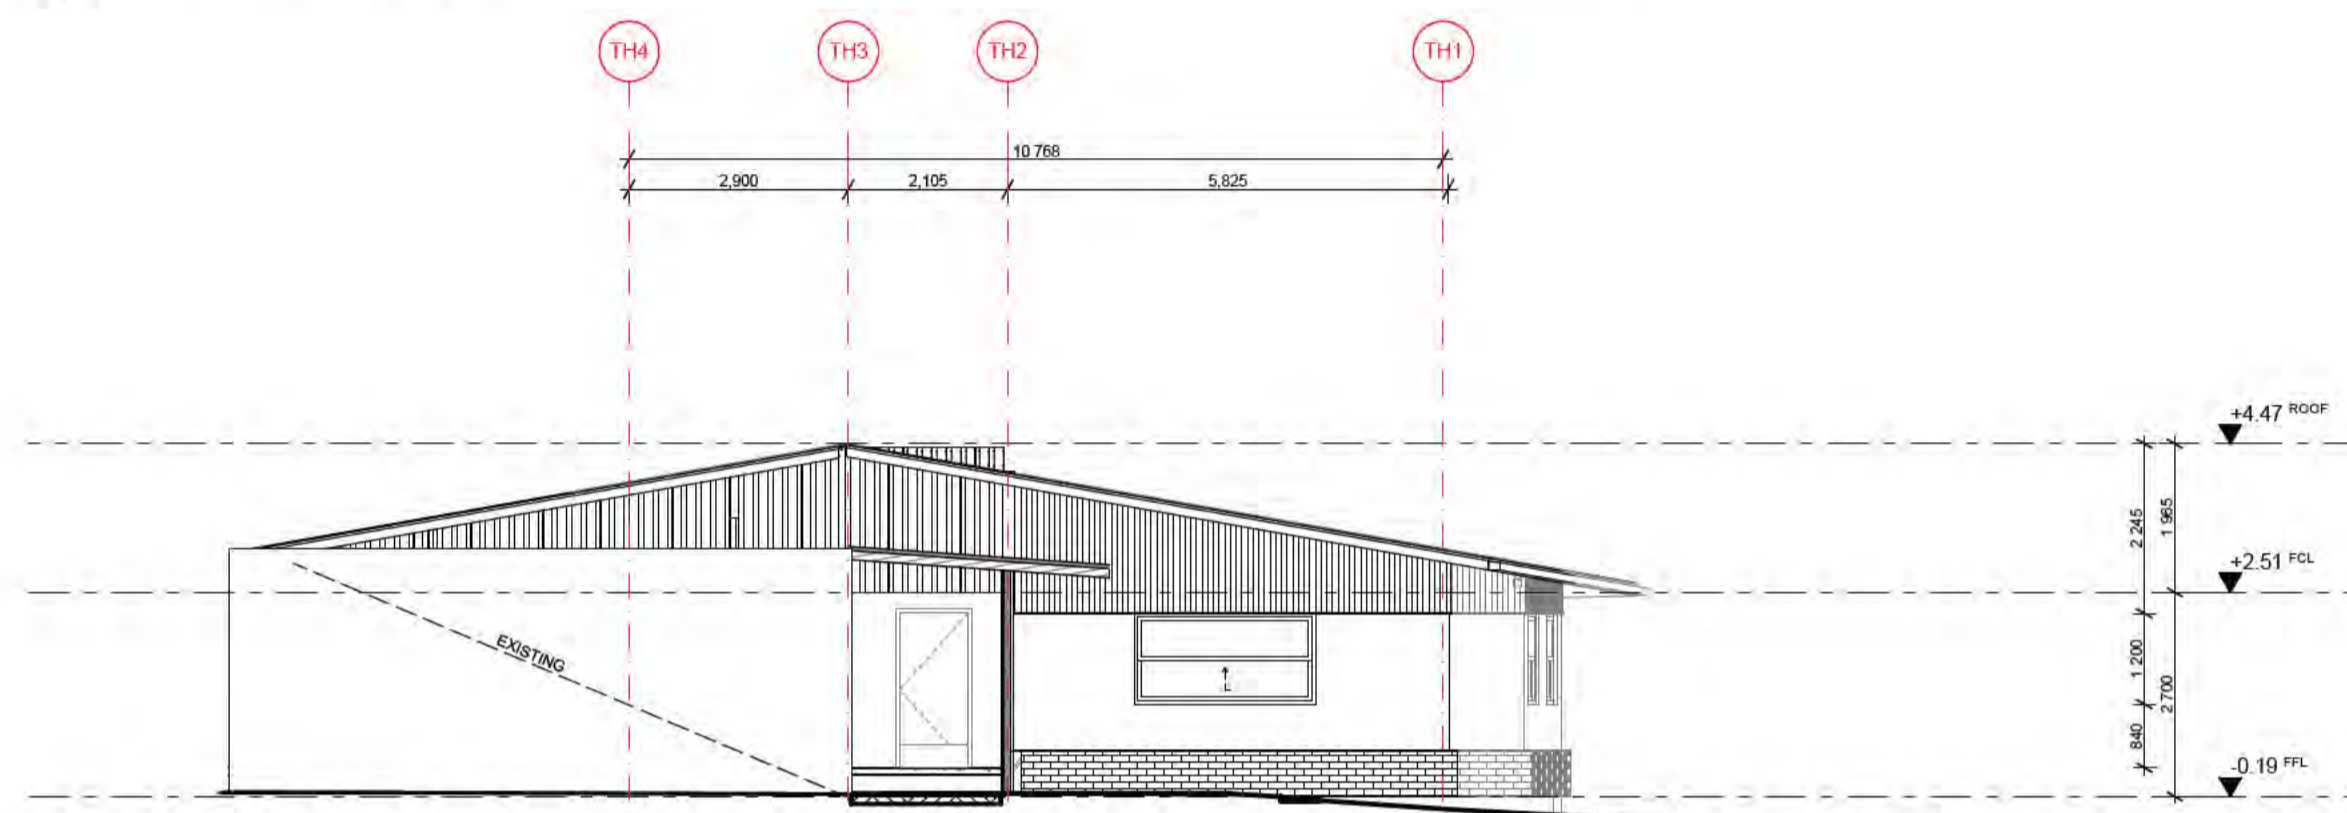 TH4 TH3 TH2 TH1
10 768
2,900 2,105 5,825
+4.47 ROOF
2 245
1 965
+2.51 FCL
1 200
2 700
840
-0.19 FFL
EXISTING